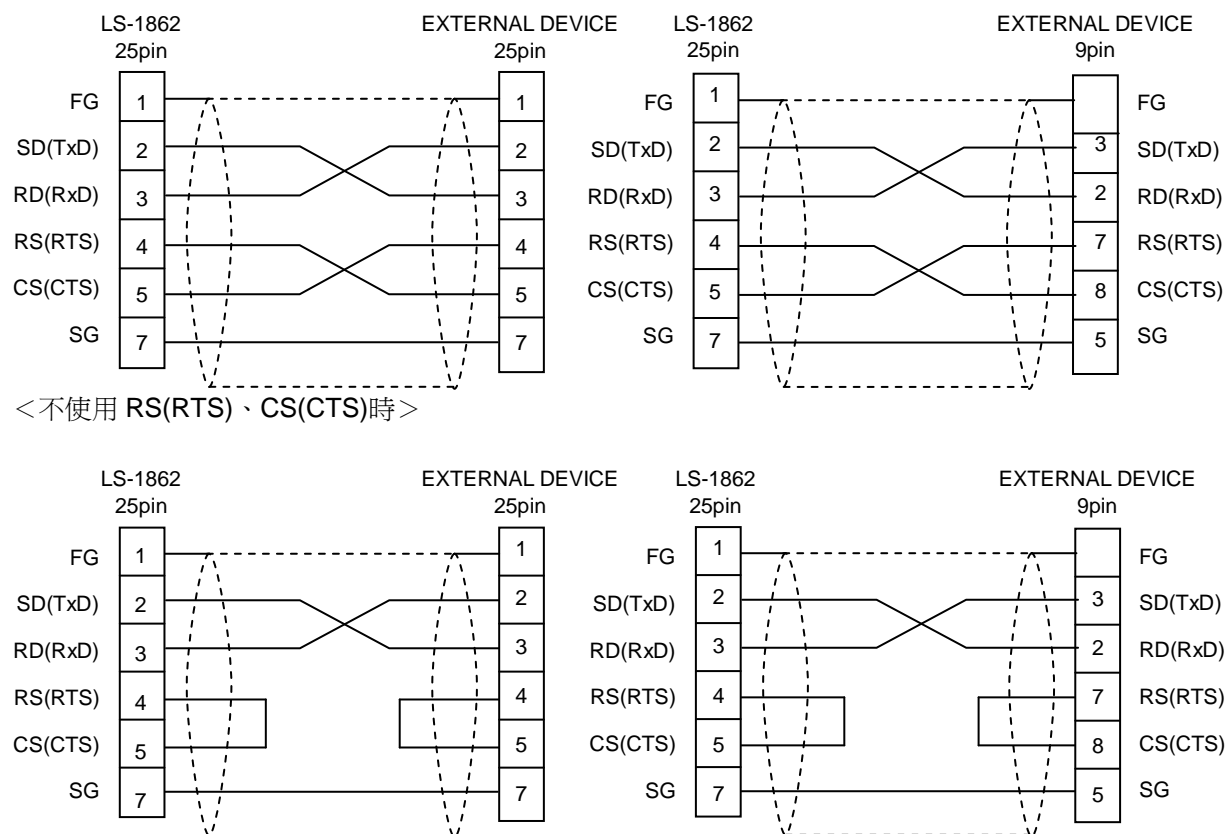 LS-1862 EXTERNAL DEVICE LS-1862 EXTERNAL DEVICE
25pin 25pin 25pin 9pin
FG 1 1 FG 1 FG
SD(TxD) 2 2 SD(TxD) 2 3 SD(TxD)
RD(RxD) 3 3 RD(RxD) 3 2 RD(RxD)
RS(RTS) 4 4 RS(RTS) 4 7 RS(RTS)
CS(CTS) 5 5 CS(CTS) 5 8 CS(CTS)
SG 7 7 SG 7 5 SG
＜不使用 RS(RTS)、CS(CTS)時＞
LS-1862 EXTERNAL DEVICE LS-1862 EXTERNAL DEVICE
25pin 25pin 25pin 9pin
FG 1 1 FG 1 FG
SD(TxD) 2 2 SD(TxD) 2 3 SD(TxD)
RD(RxD) 3 3 RD(RxD) 3 2 RD(RxD)
RS(RTS) 4 4 RS(RTS) 4 7 RS(RTS)
CS(CTS) 5 5 CS(CTS) 5 8 CS(CTS)
SG 7 7 SG 7 5 SG